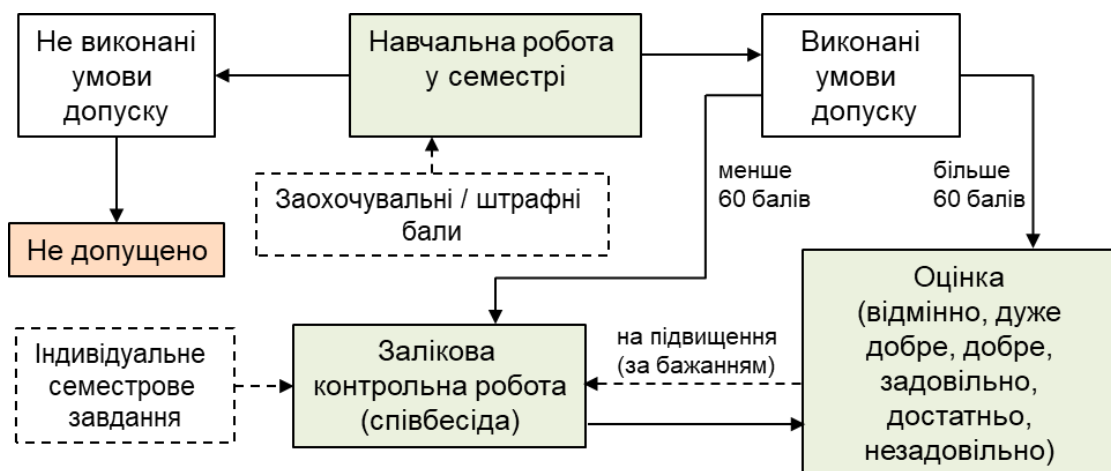 Не виконані
умови
допуску
Навчальна робота
у семестрі
Виконані
умови
допуску
менше
60 балів
більше
60 балів
Заохочувальні / штрафні
бали
Не допущено
Індивідуальне
семестрове
завдання
Залікова
контрольна робота
(співбесіда)
на підвищення
(за бажанням)
Оцінка
(відмінно, дуже
добре, добре,
задовільно,
достатньо,
незадовільно)